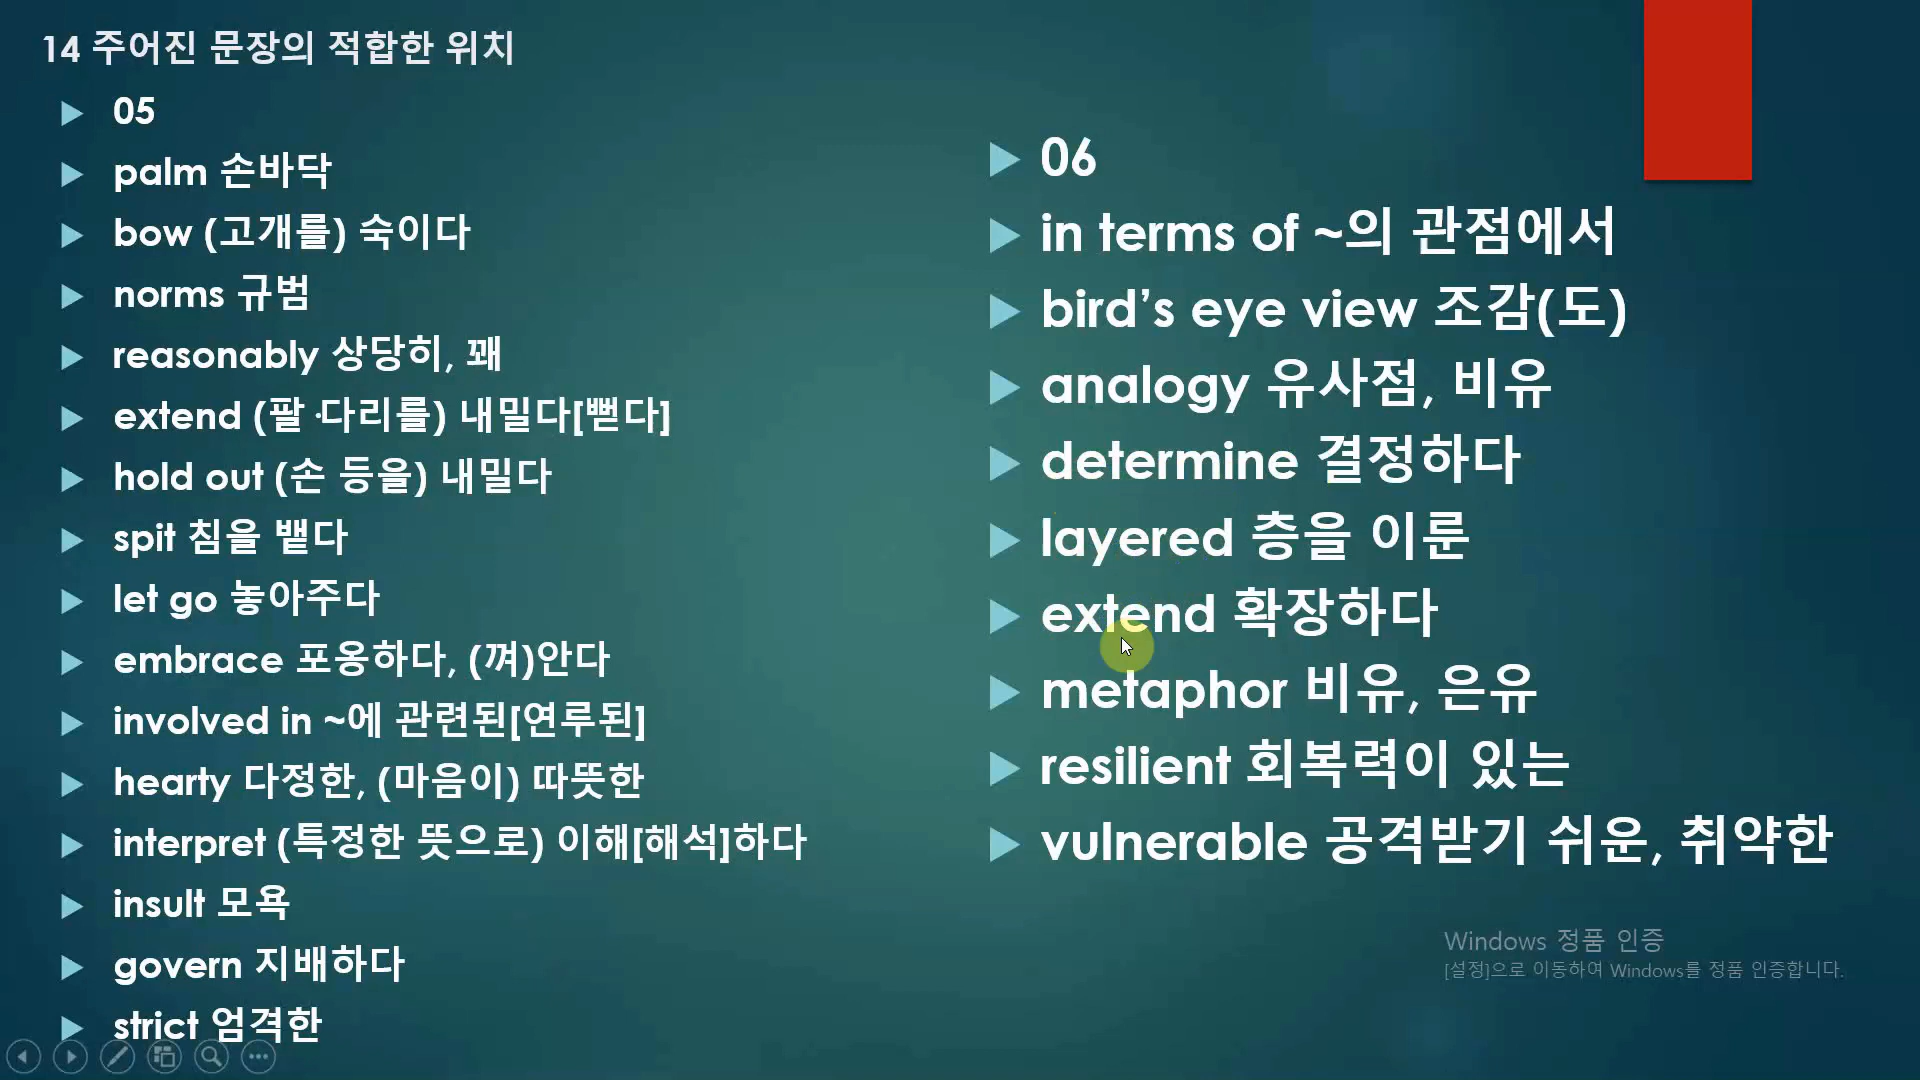 14 주어진 문장의 적합한 위치
05
palm 손바닥
bow (고개를) 숙이다
norms 규범
reasonably 상당히, 꽤
extend (팔·다리를) 내밀다[뻗다]
hold out (손 등을) 내밀다
spit 침을 뱉다
let go 놓아주다
embrace 포옹하다, (껴)안다
involved in ~에 관련된[연루된]
hearty 다정한, (마음이) 따뜻한
interpret (특정한 뜻으로) 이해[해석]하다
insult 모욕
govern 지배하다
strict 엄격한
06
in terms of ~의 관점에서
bird’s eye view 조감(도)
analogy 유사점, 비유
determine 결정하다
layered 층을 이룬
extend 확장하다
metaphor 비유, 은유
resilient 회복력이 있는
vulnerable 공격받기 쉬운, 취약한
Windows 정품 인증
[설정]으로 이동하여 Windows를 정품 인증합니다.